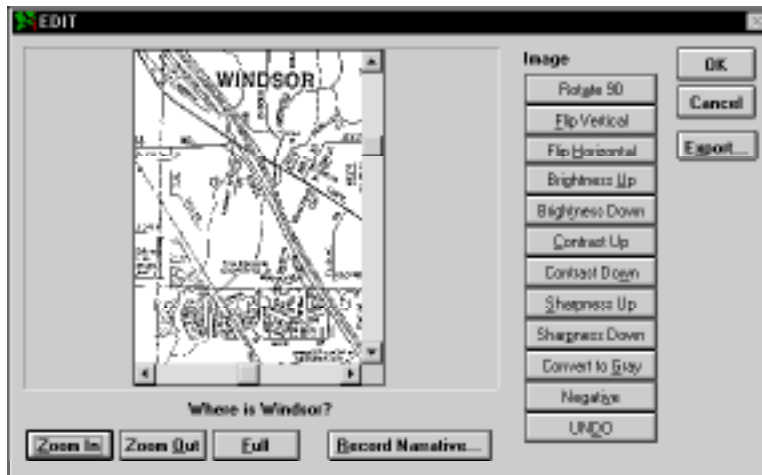 EDIT
WINDSOR
Image
Rotate 90
Flip Vertical
Flip Horizontal
Brightness Up
Brightness Down
Contrast Up
Contrast Down
Sharpness Up
Sharpness Down
Convert to Gray
Negative
UNDO
OK
Cancel
Export...
Where is Windsor?
Zoom In
Zoom Out
Full
Record Narrative...